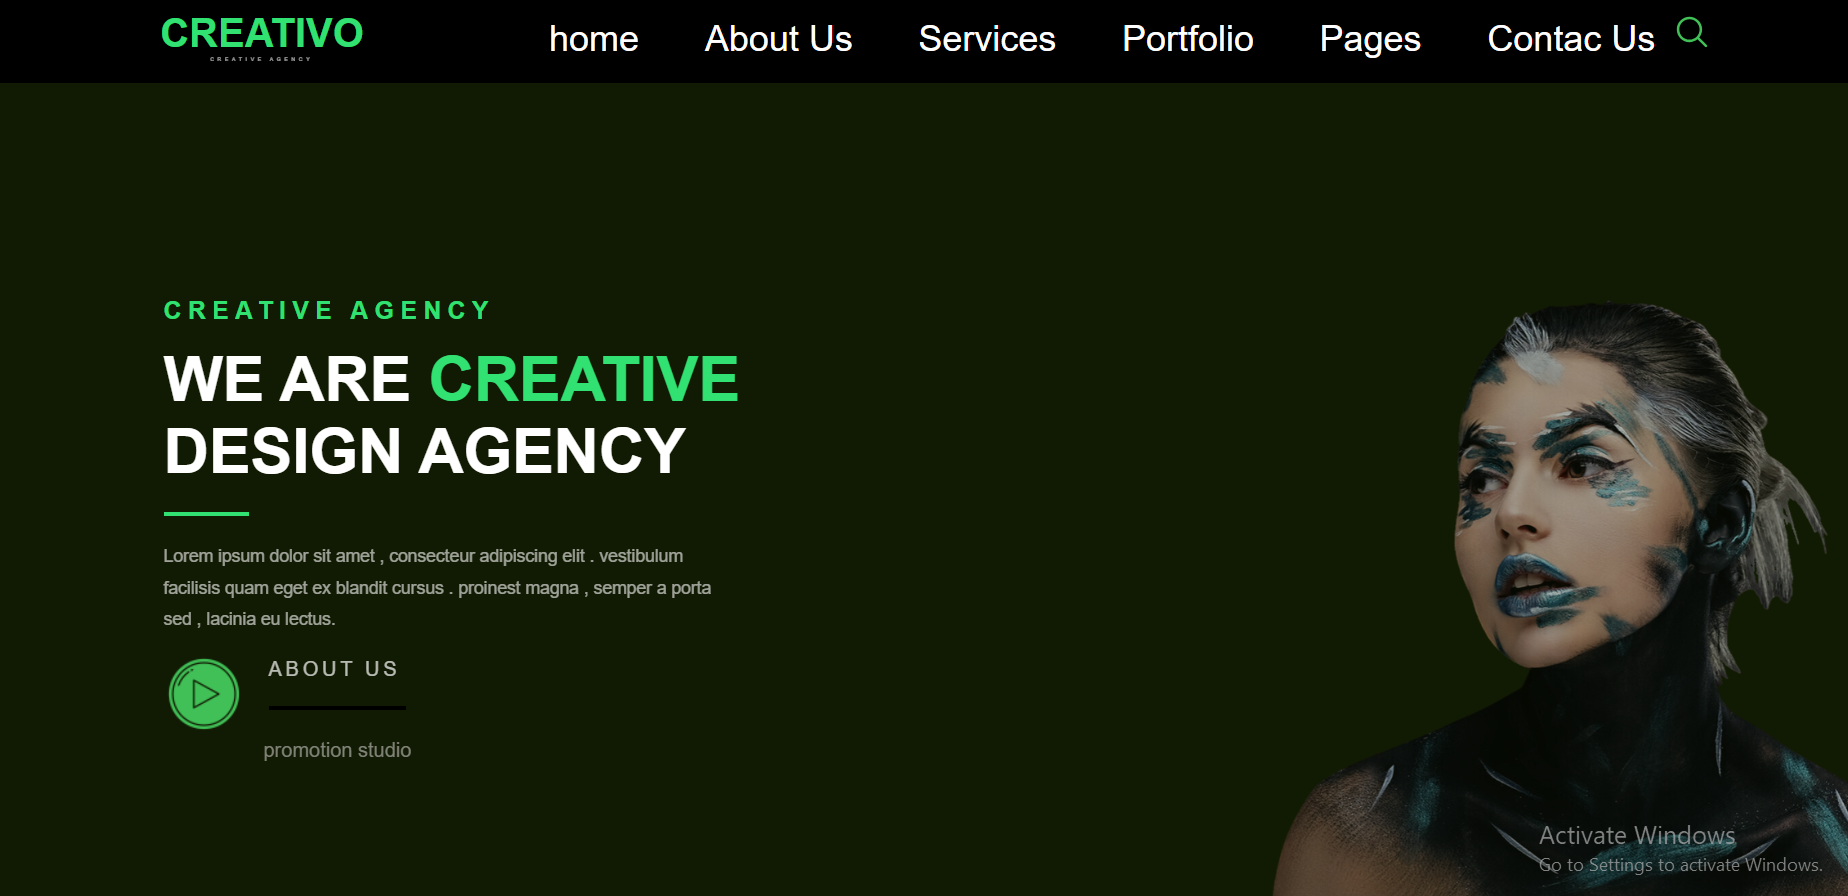 CREATIVO
CREATIVE AGENCY
home About Us Services Portfolio Pages Contac Us
CREATIVE AGENCY
WE ARE CREATIVE
DESIGN AGENCY
Lorem ipsum dolor sit amet , consecteur adipiscing elit . vestibulum
facilisis quam eget ex blandit cursus . proinest magna , semper a porta
sed , lacinia eu lectus.
ABOUT US
promotion studio
Activate Windows
Go to Settings to activate Windows.